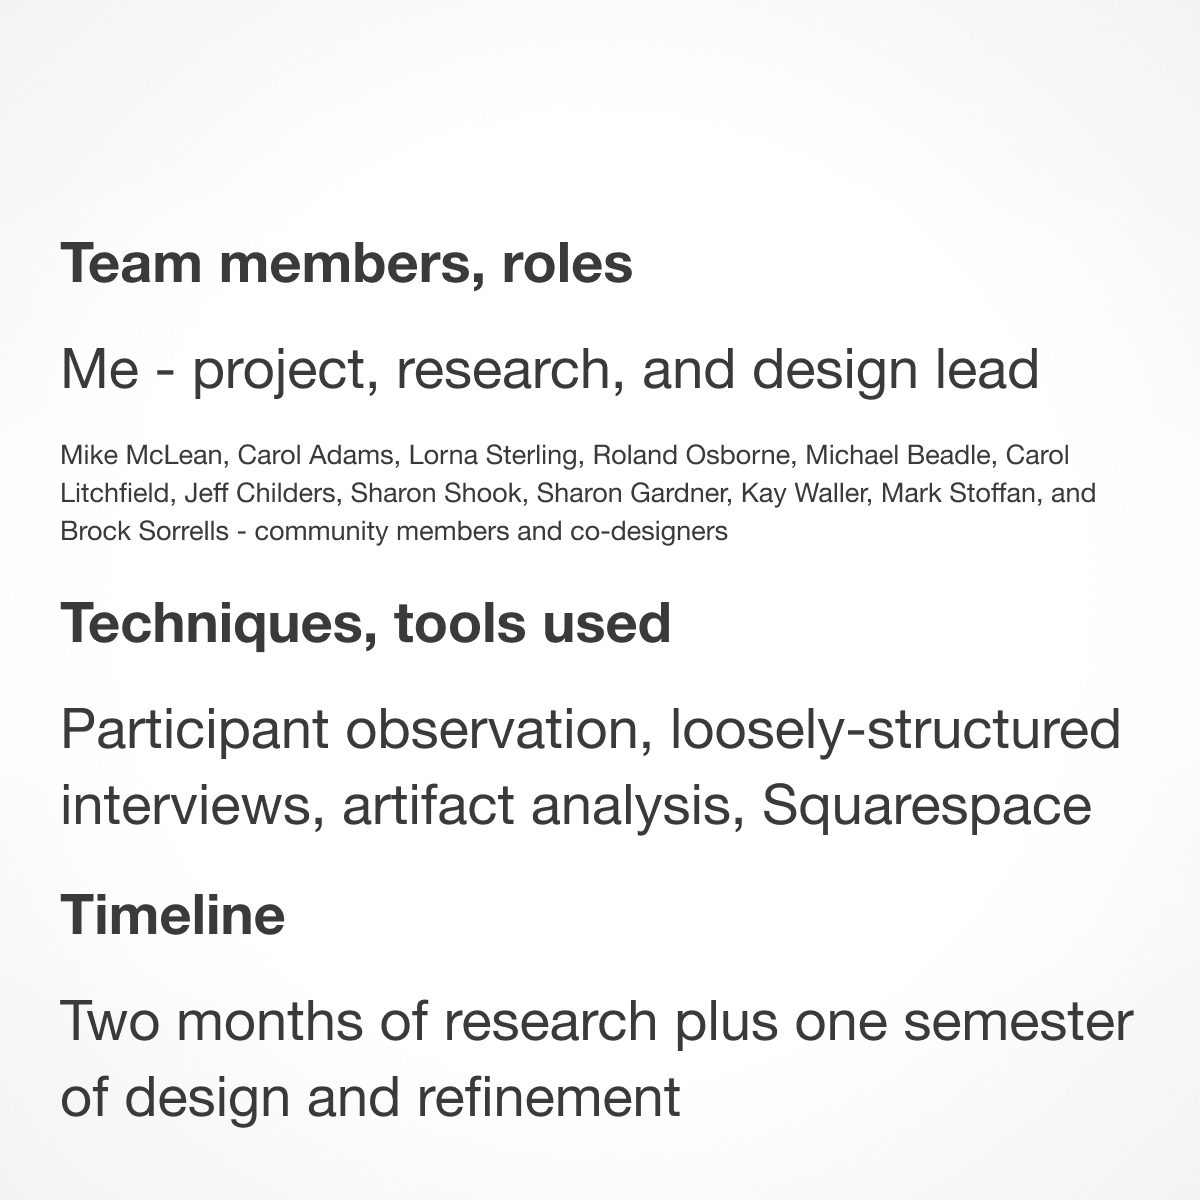 Team members, roles
Me - project, research, and design lead
Mike McLean, Carol Adams, Lorna Sterling, Roland Osborne, Michael Beadle, Carol
Litchfield, Jeff Childers, Sharon Shook, Sharon Gardner, Kay Waller, Mark Stoffan, and
Brock Sorrells - community members and co-designers
Techniques, tools used
Participant observation, loosely-structured
interviews, artifact analysis, Squarespace
Timeline
Two months of research plus one semester
of design and refinement